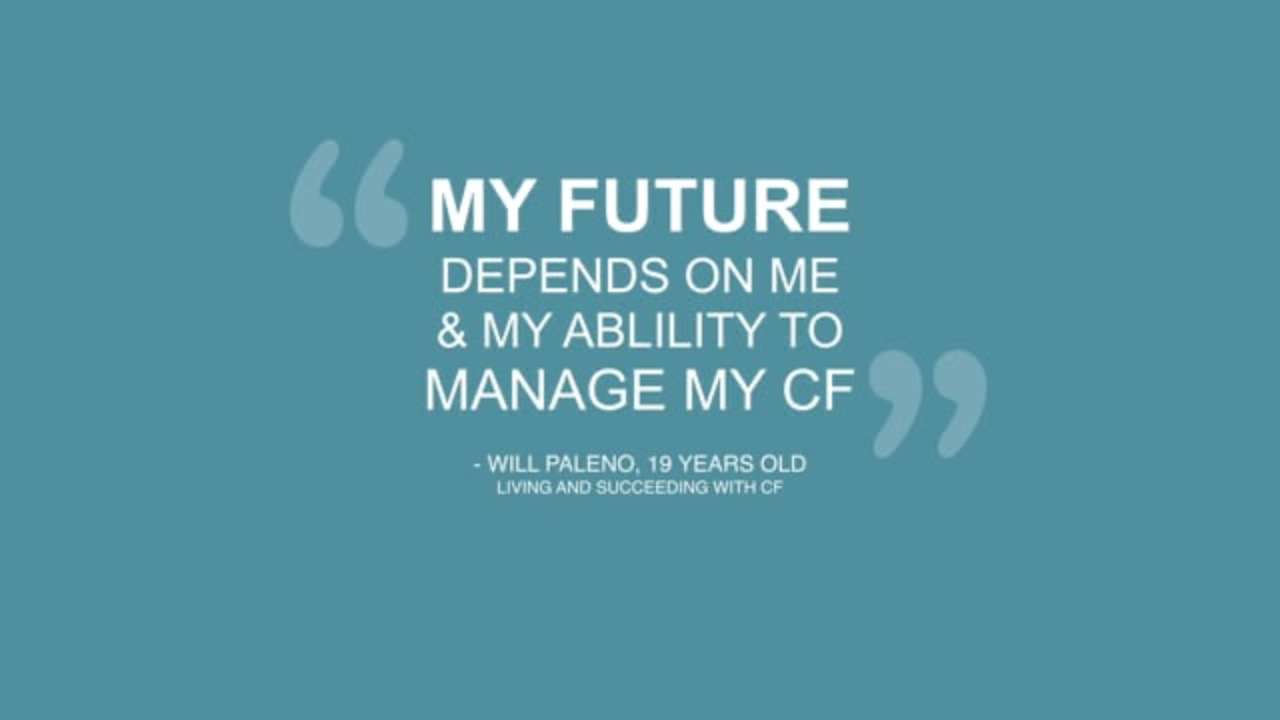 “MY FUTURE
DEPENDS ON ME
& MY ABLILITY TO
MANAGE MY CF”
- WILL PALENO, 19 YEARS OLD
LIVING AND SUCCEEDING WITH CF